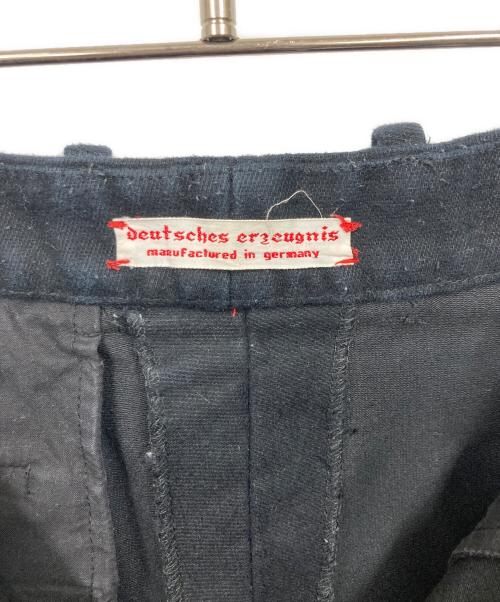 deutsches erzeugnis
manufactured in germany